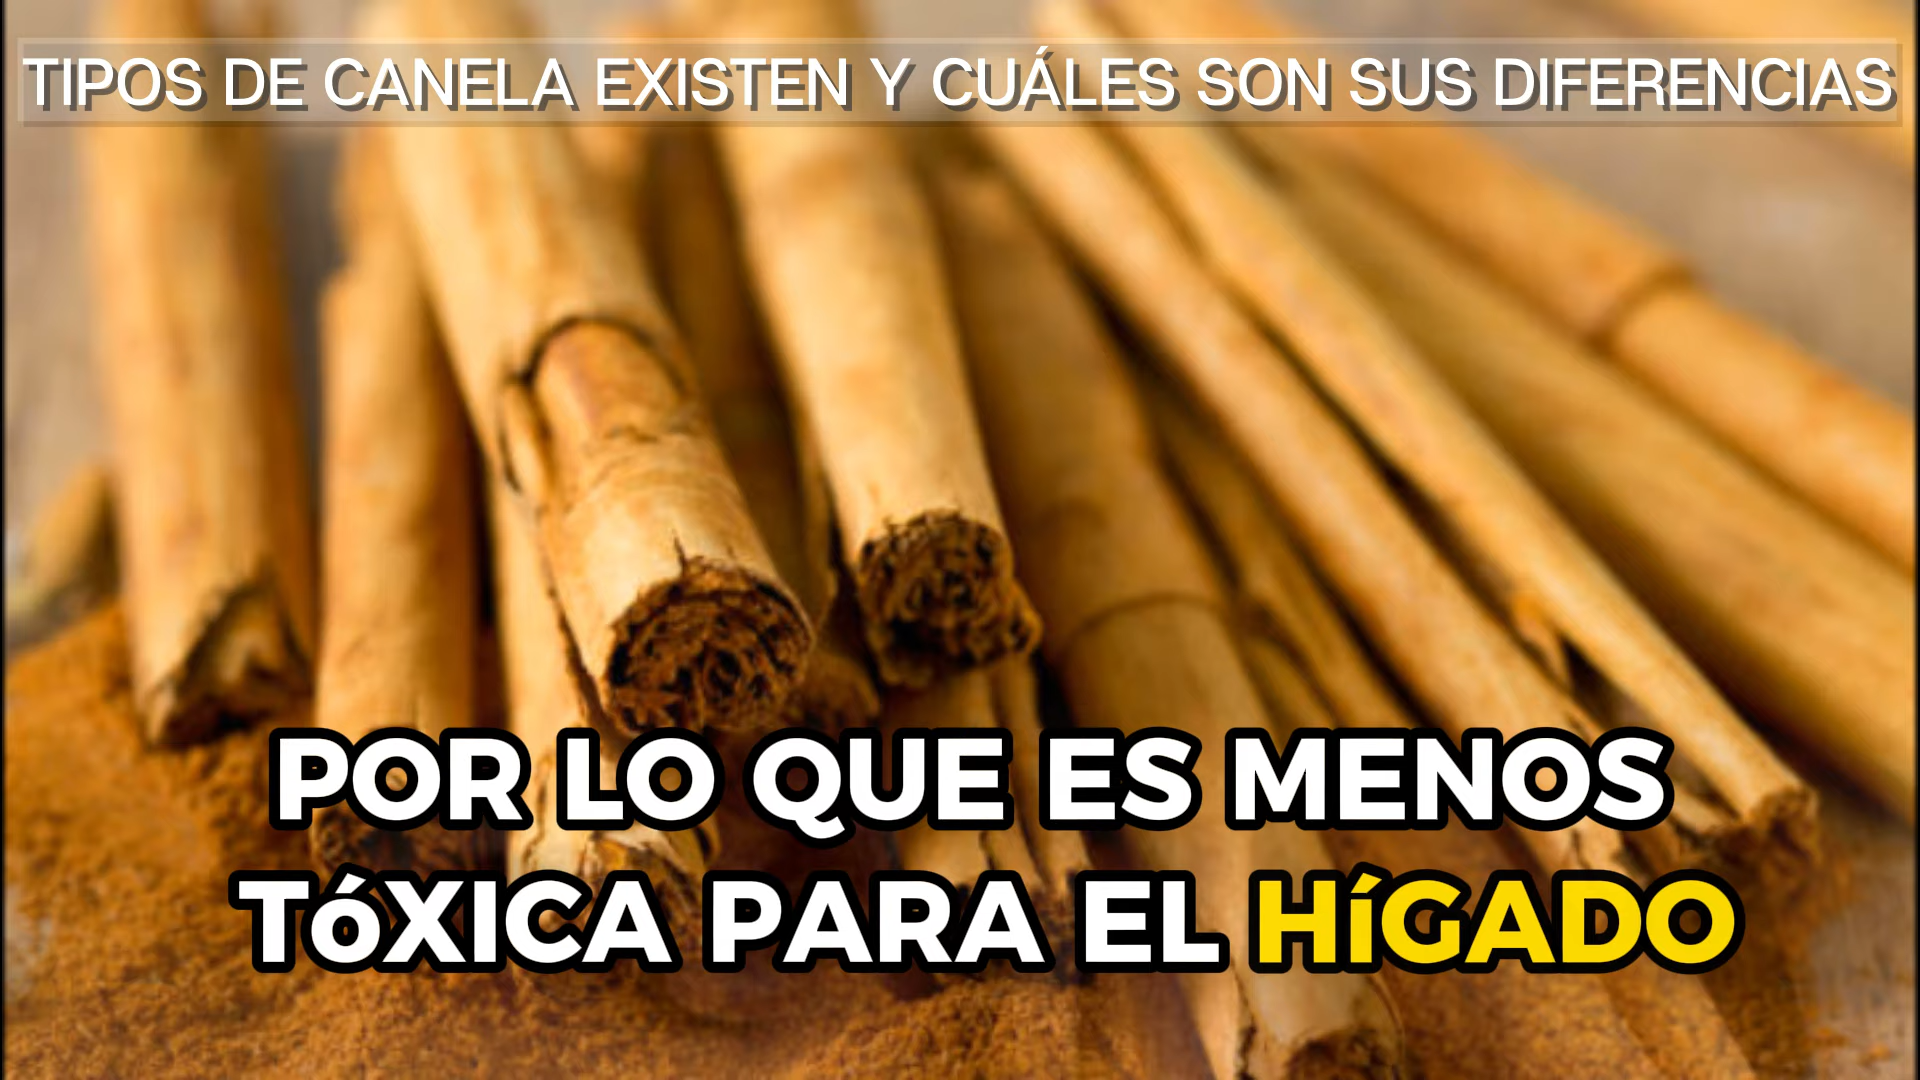 TIPOS DE CANELA EXISTEN Y CUÁLES SON SUS DIFERENCIAS
POR LO QUE ES MENOS
TóXICA PARA EL HíGADO